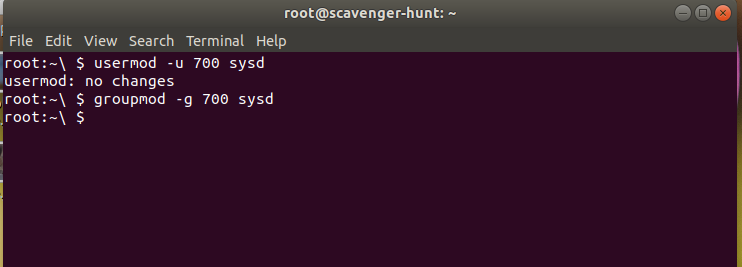 root@scavenger-hunt: ~
File Edit View Search Terminal Help
root:~\ $ usermod -u 700 sysd
usermod: no changes
root:~\ $ groupmod -g 700 sysd
root:~\ $